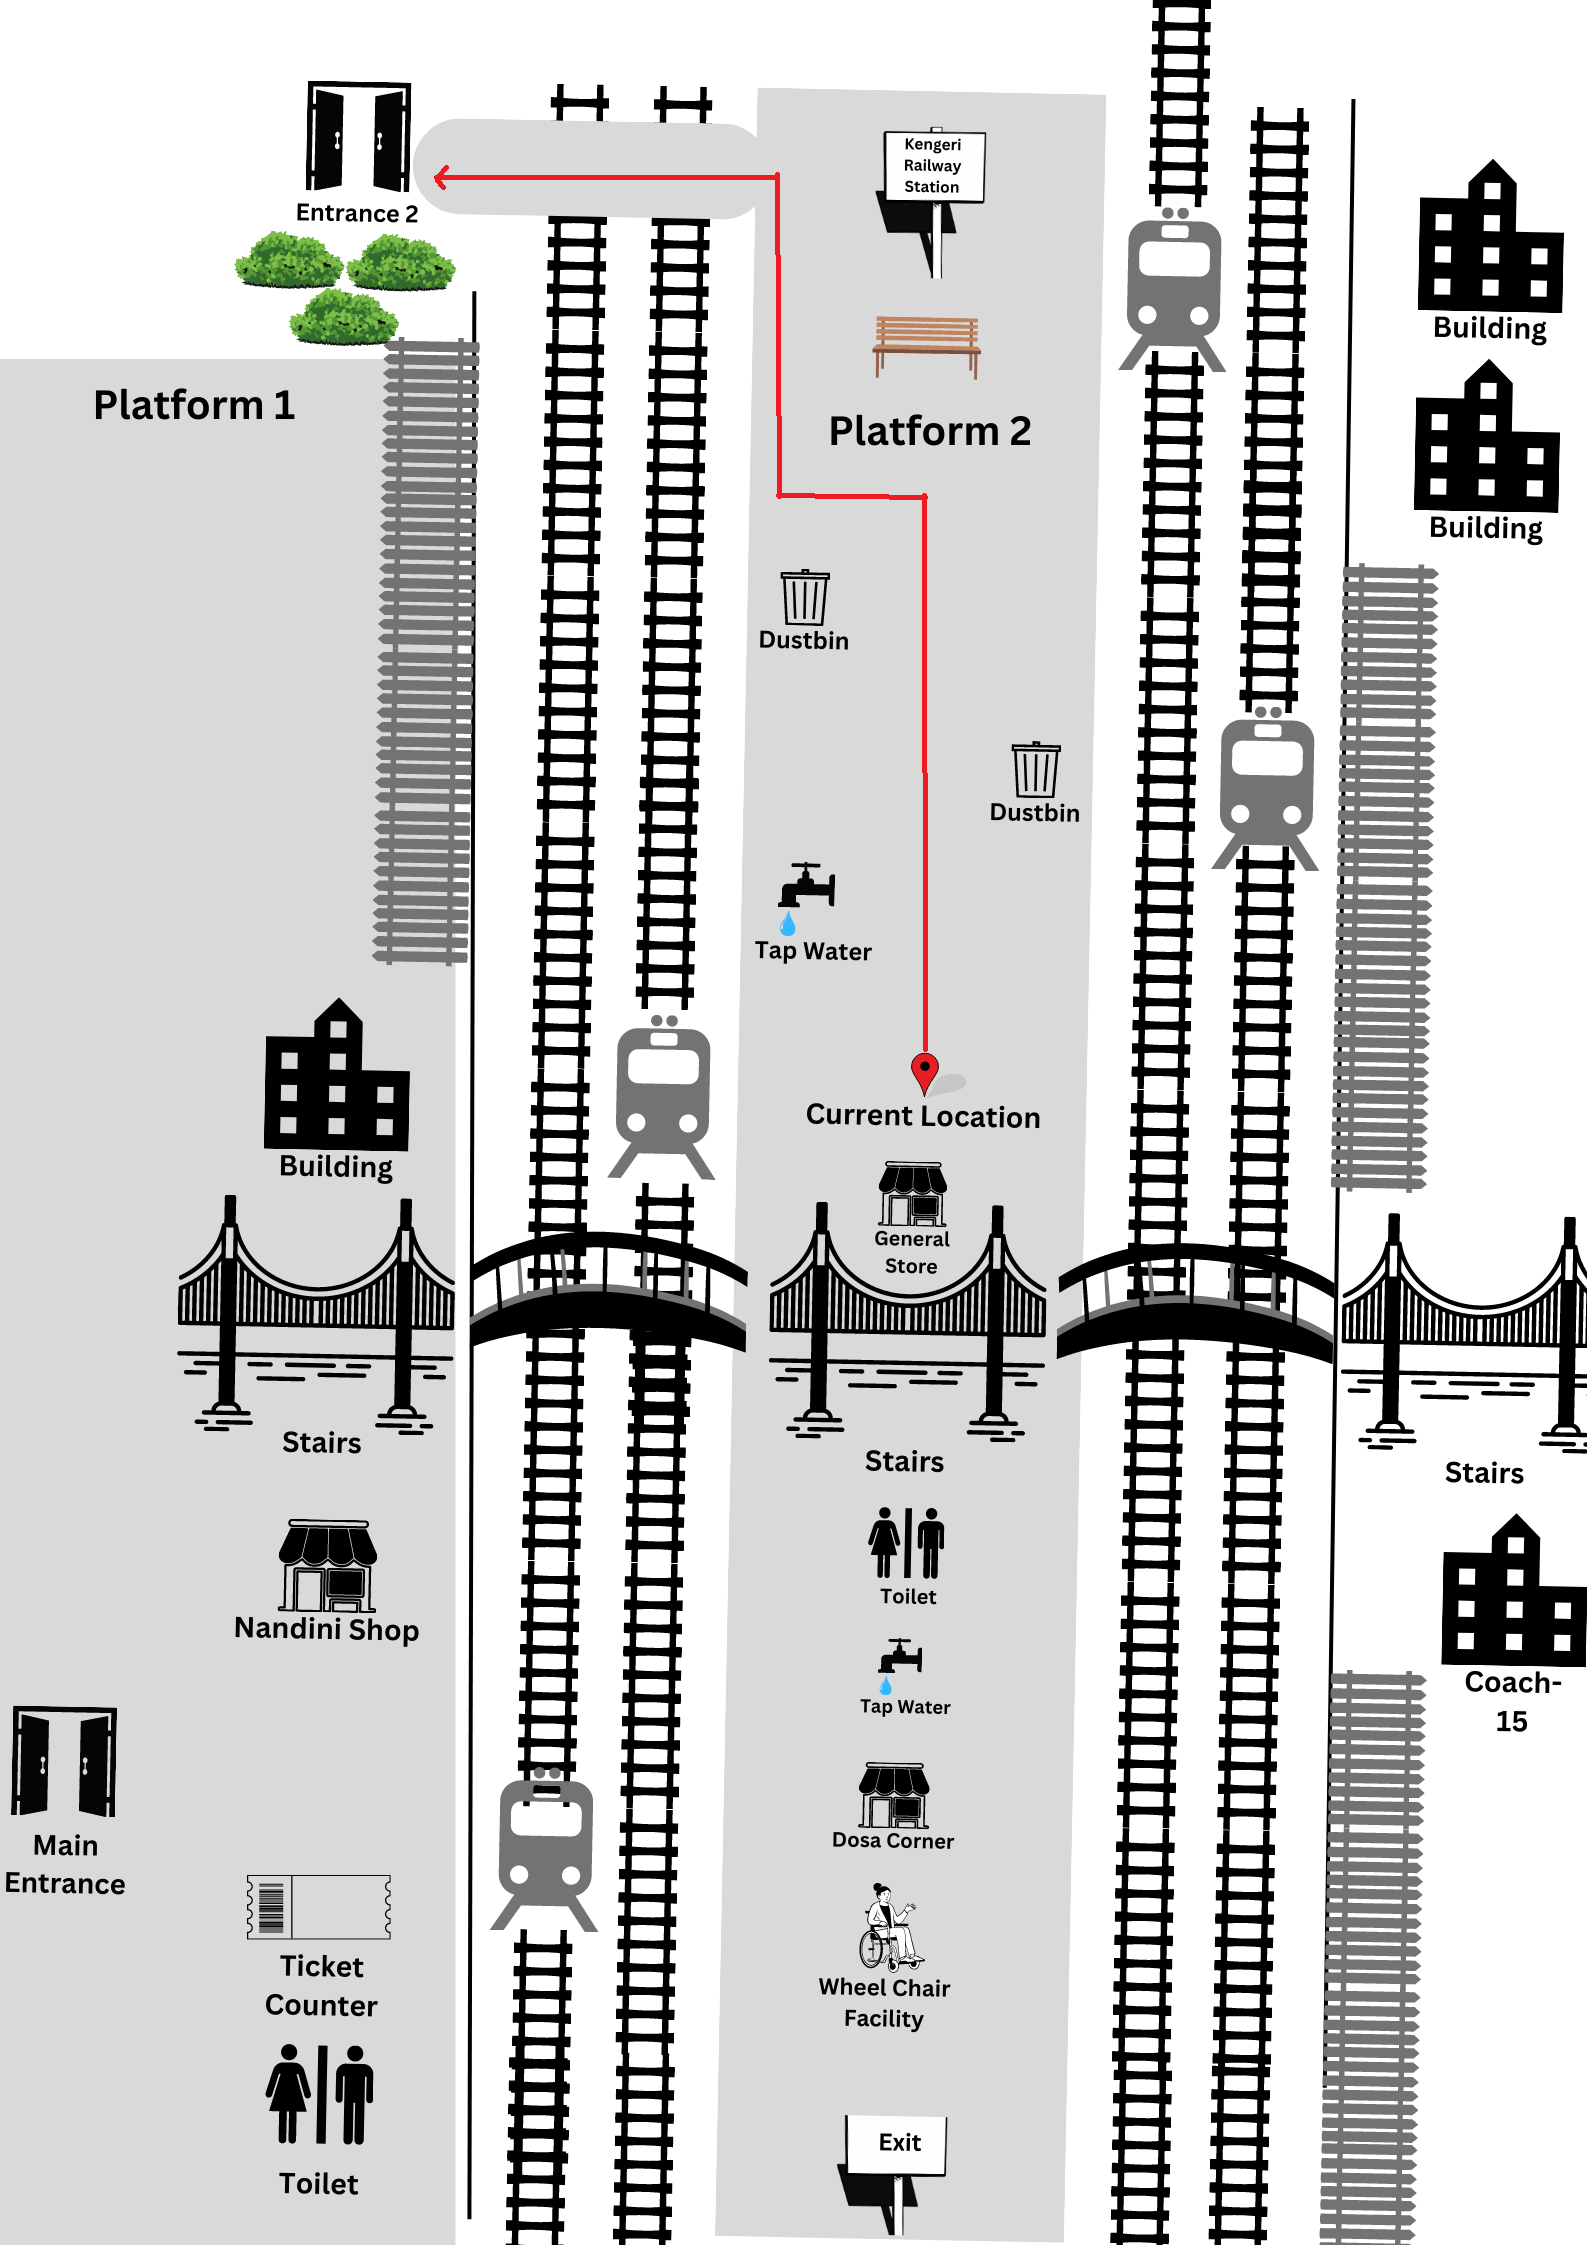 Kengeri
Railway
Station
Entrance 2
Building
Platform 1
Platform 2
Building
Dustbin
Dustbin
Tap Water
Current Location
Building
General
Store
Stairs
Stairs
Stairs
Toilet
Nandini Shop
Coach-
15
Tap Water
Main
Entrance
Dosa Corner
Ticket
Counter
Wheel Chair
Facility
Exit
Toilet